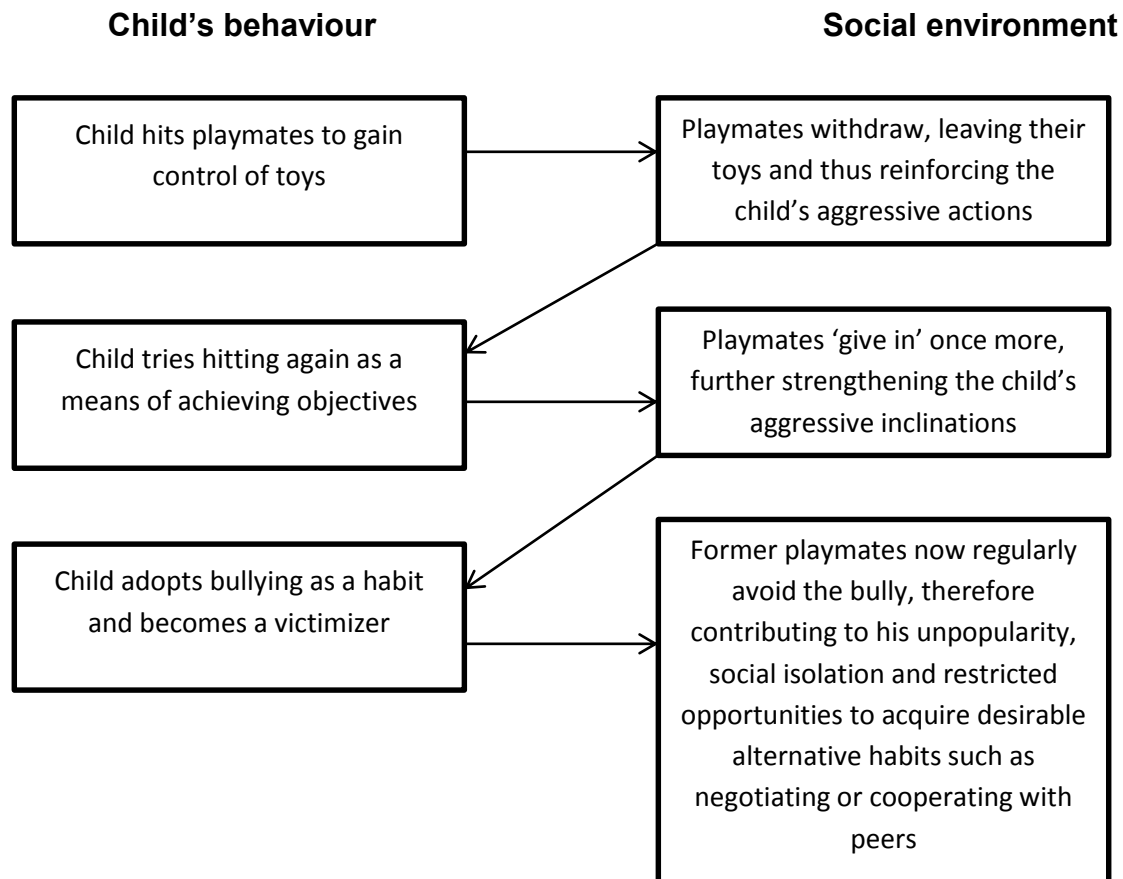 Child’s behaviour
Social environment
Child hits playmates to gain
control of toys
Playmates withdraw, leaving their
toys and thus reinforcing the
child’s aggressive actions
Child tries hitting again as a
means of achieving objectives
Playmates ‘give in’ once more,
further strengthening the child’s
aggressive inclinations
Child adopts bullying as a habit
and becomes a victimizer
Former playmates now regularly
avoid the bully, therefore
contributing to his unpopularity,
social isolation and restricted
opportunities to acquire desirable
alternative habits such as
negotiating or cooperating with
peers